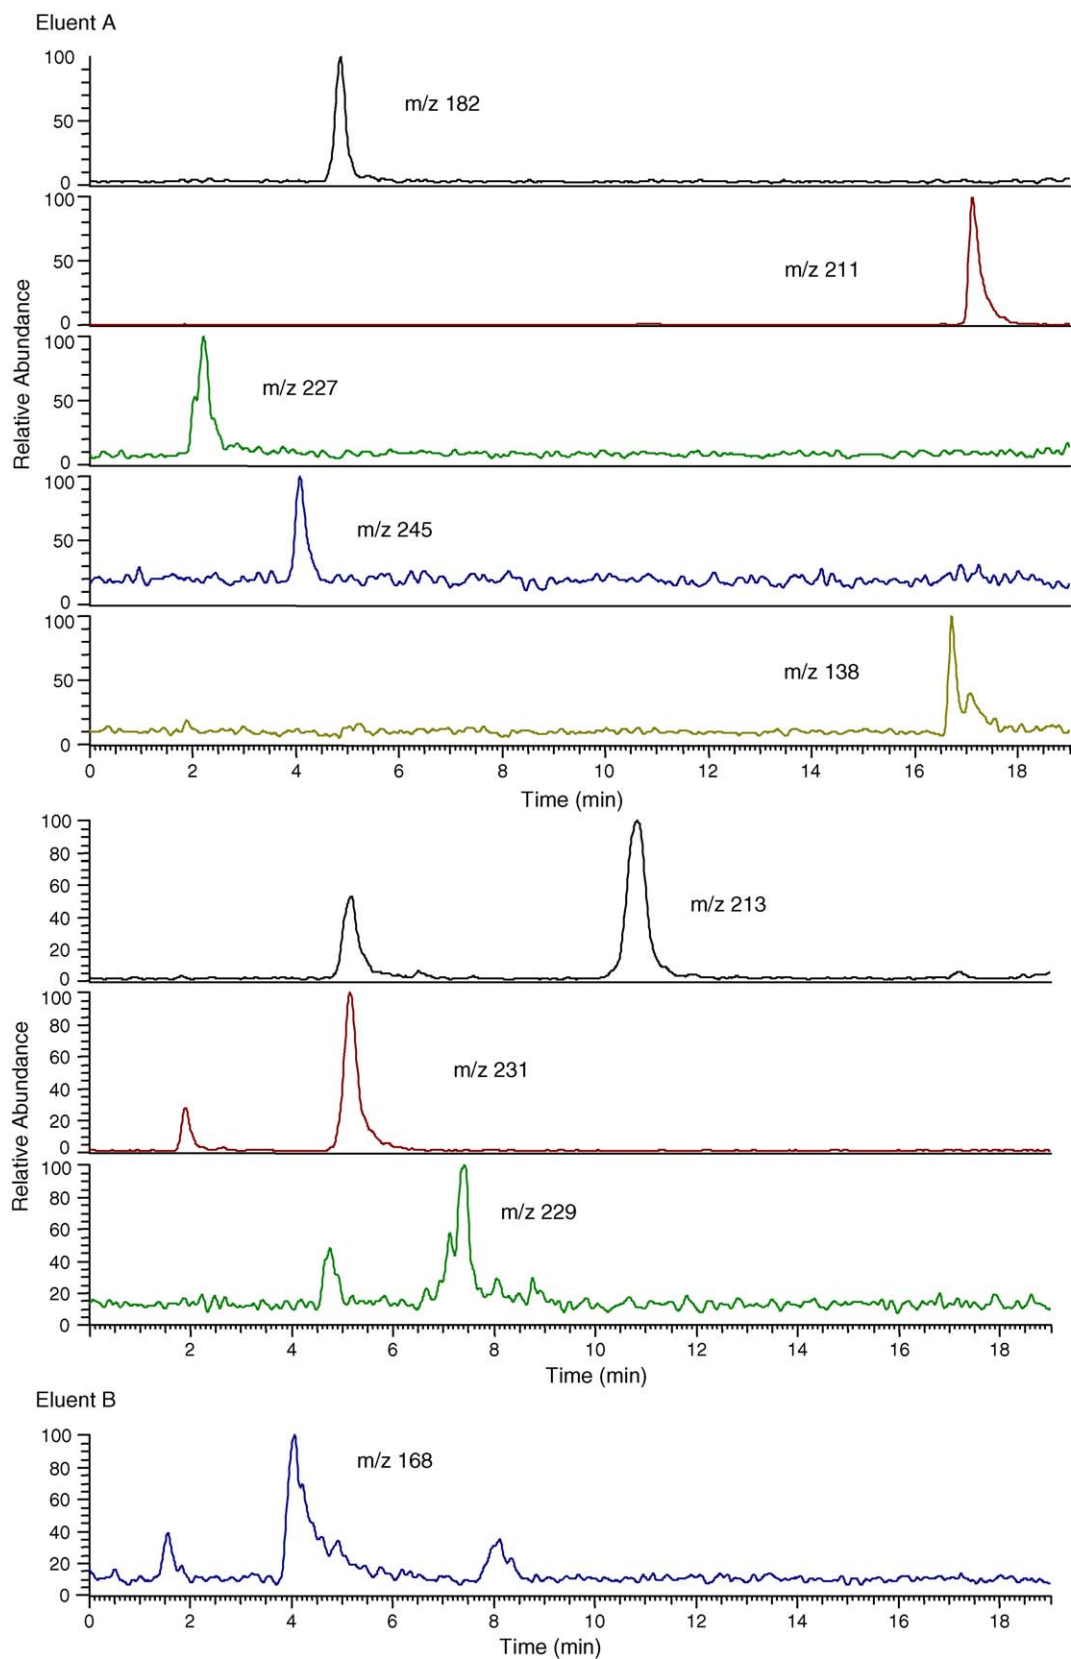 Eluent A
100
50
0
m/z 182
100
50
0
m/z 211
Relative Abundance
100
50
0
m/z 227
100
50
0
m/z 245
100
50
0
m/z 138
0 2 4 6 8 10 12 14 16 18
Time (min)
100
80
60
40
20
0
m/z 213
Relative Abundance
100
80
60
40
20
0
m/z 231
100
80
60
40
20
0
m/z 229
2 4 6 8 10 12 14 16 18
Time (min)
Eluent B
100
80
60
40
20
0
m/z 168
0 2 4 6 8 10 12 14 16 18
Time (min)